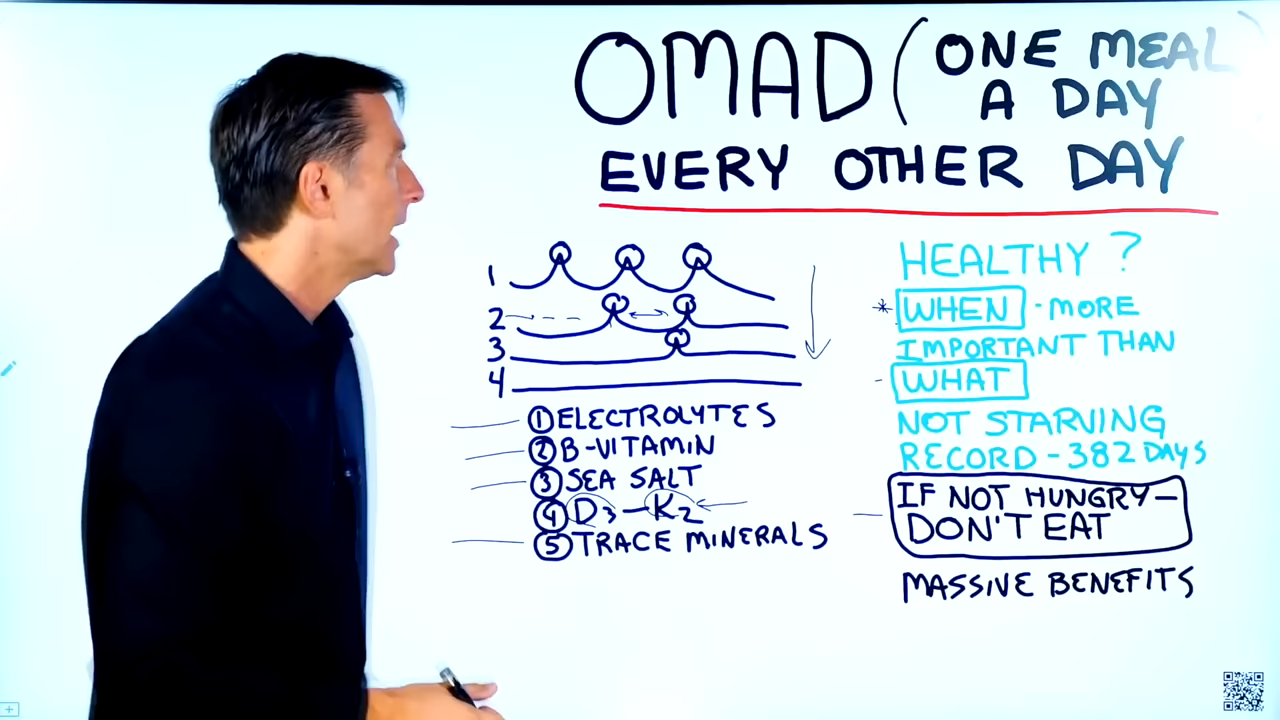 OMAD (ONE MEAL)
A DAY
EVERY OTHER DAY
1
2
3
4
① ELECTROLYTES
② B-VITAMIN
③ SEA SALT
④ D3-K2
⑤ TRACE MINERALS
HEALTHY?
* WHEN - MORE
IMPORTANT THAN
- WHAT
NOT STARVING
RECORD - 382 DAYS
IF NOT HUNGRY-
DON'T EAT
MASSIVE BENEFITS